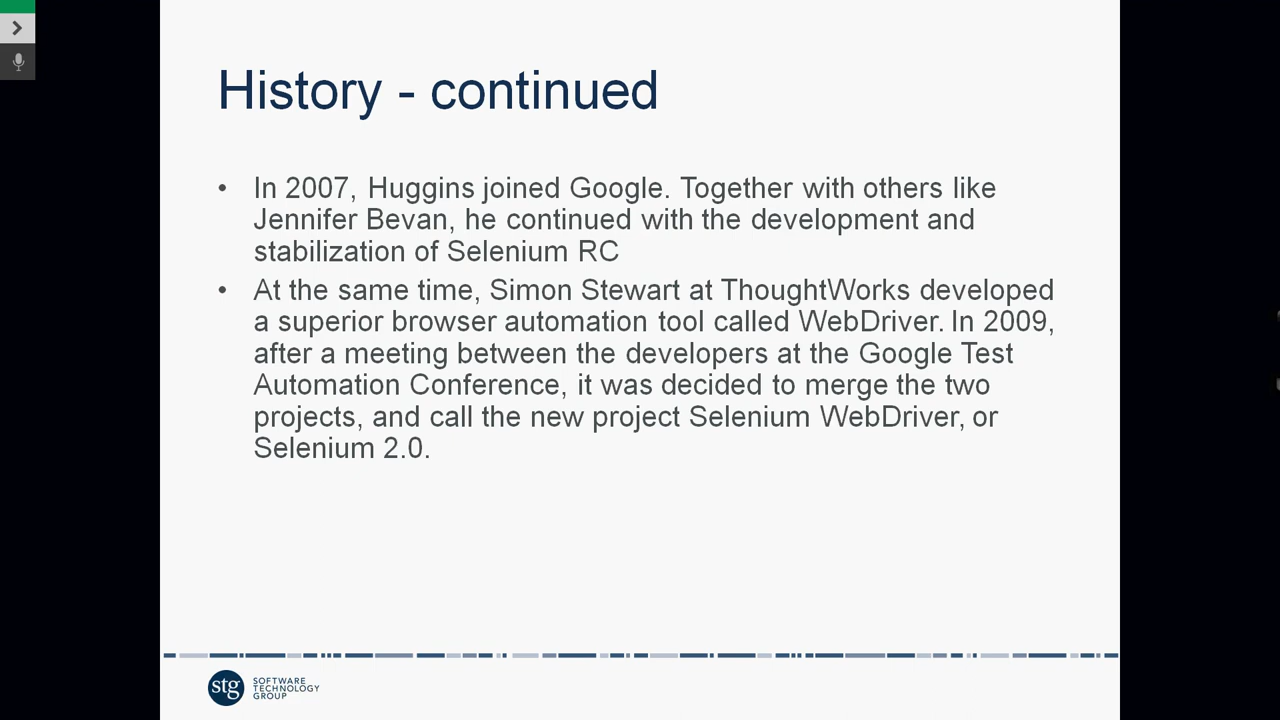 History - continued
• In 2007, Huggins joined Google. Together with others like
Jennifer Bevan, he continued with the development and
stabilization of Selenium RC
• At the same time, Simon Stewart at ThoughtWorks developed
a superior browser automation tool called WebDriver. In 2009,
after a meeting between the developers at the Google Test
Automation Conference, it was decided to merge the two
projects, and call the new project Selenium WebDriver, or
Selenium 2.0.
stg
SOFTWARE
TECHNOLOGY
GROUP